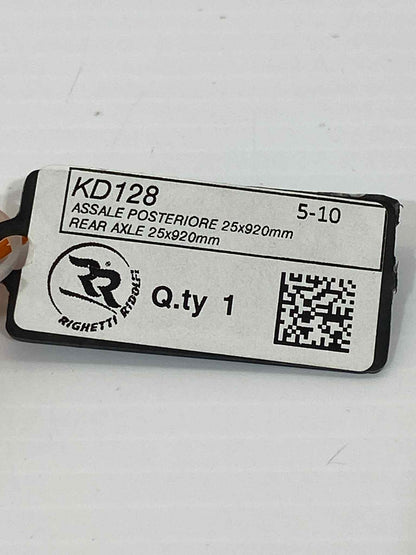 KD128 5-10
ASSALE POSTERIORE 25x920mm
REAR AXLE 25x920mm
RR
Q.ty 1
RIGHETTI RIDOLFI